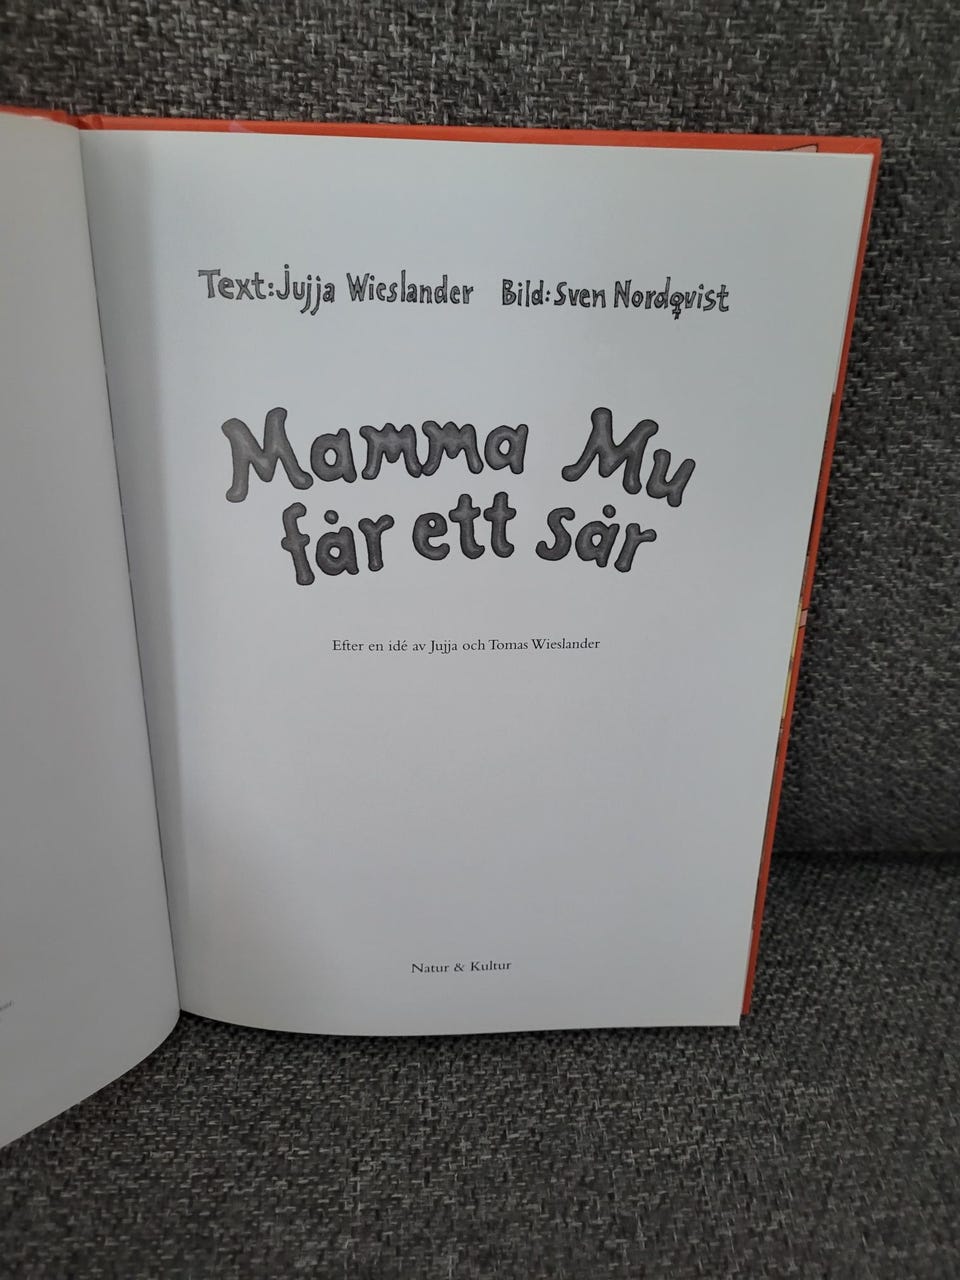 Text: Jujja Wieslander Bild: Sven Nordqvist
Mamma Mu
får ett sår
Efter en idé av Jujja och Tomas Wieslander
Natur & Kultur